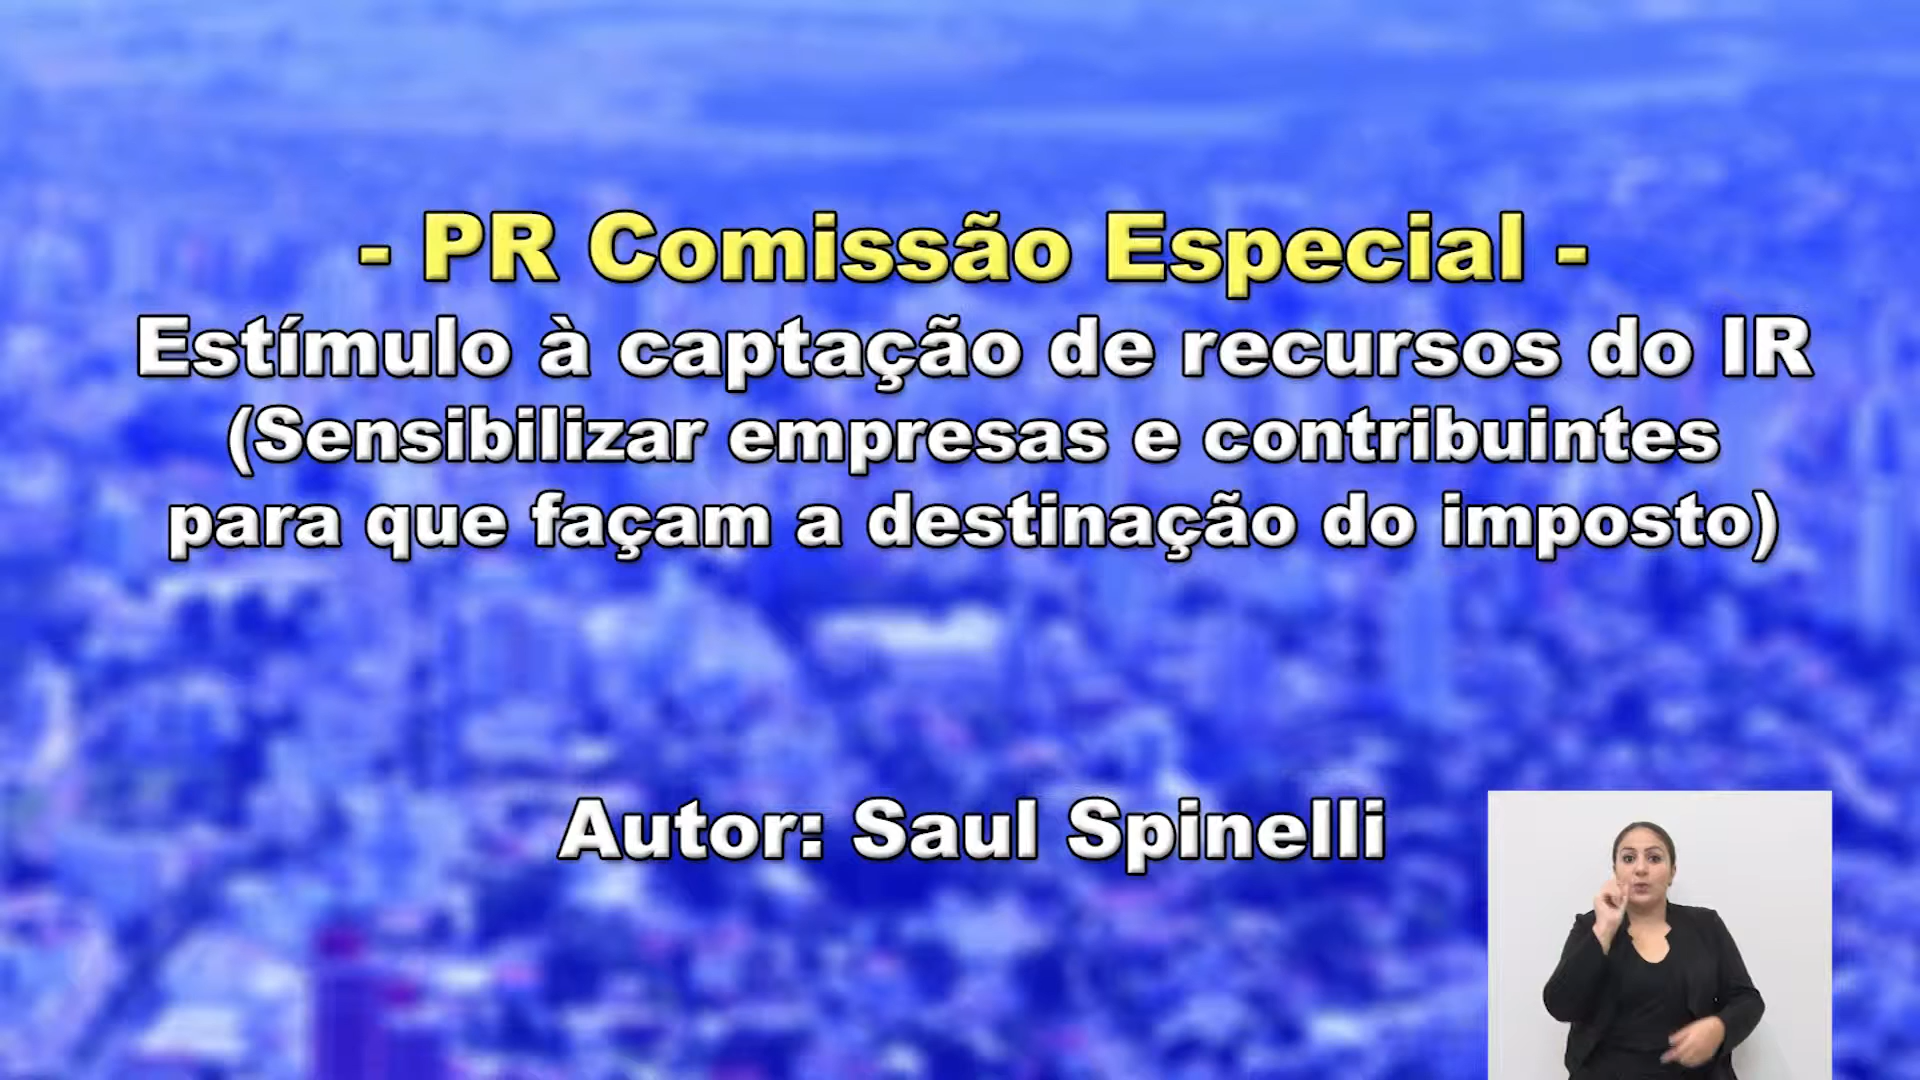 - PR Comissão Especial -
Estímulo à captação de recursos do IR
(Sensibilizar empresas e contribuintes
para que façam a destinação do imposto)
Autor: Saul Spinelli